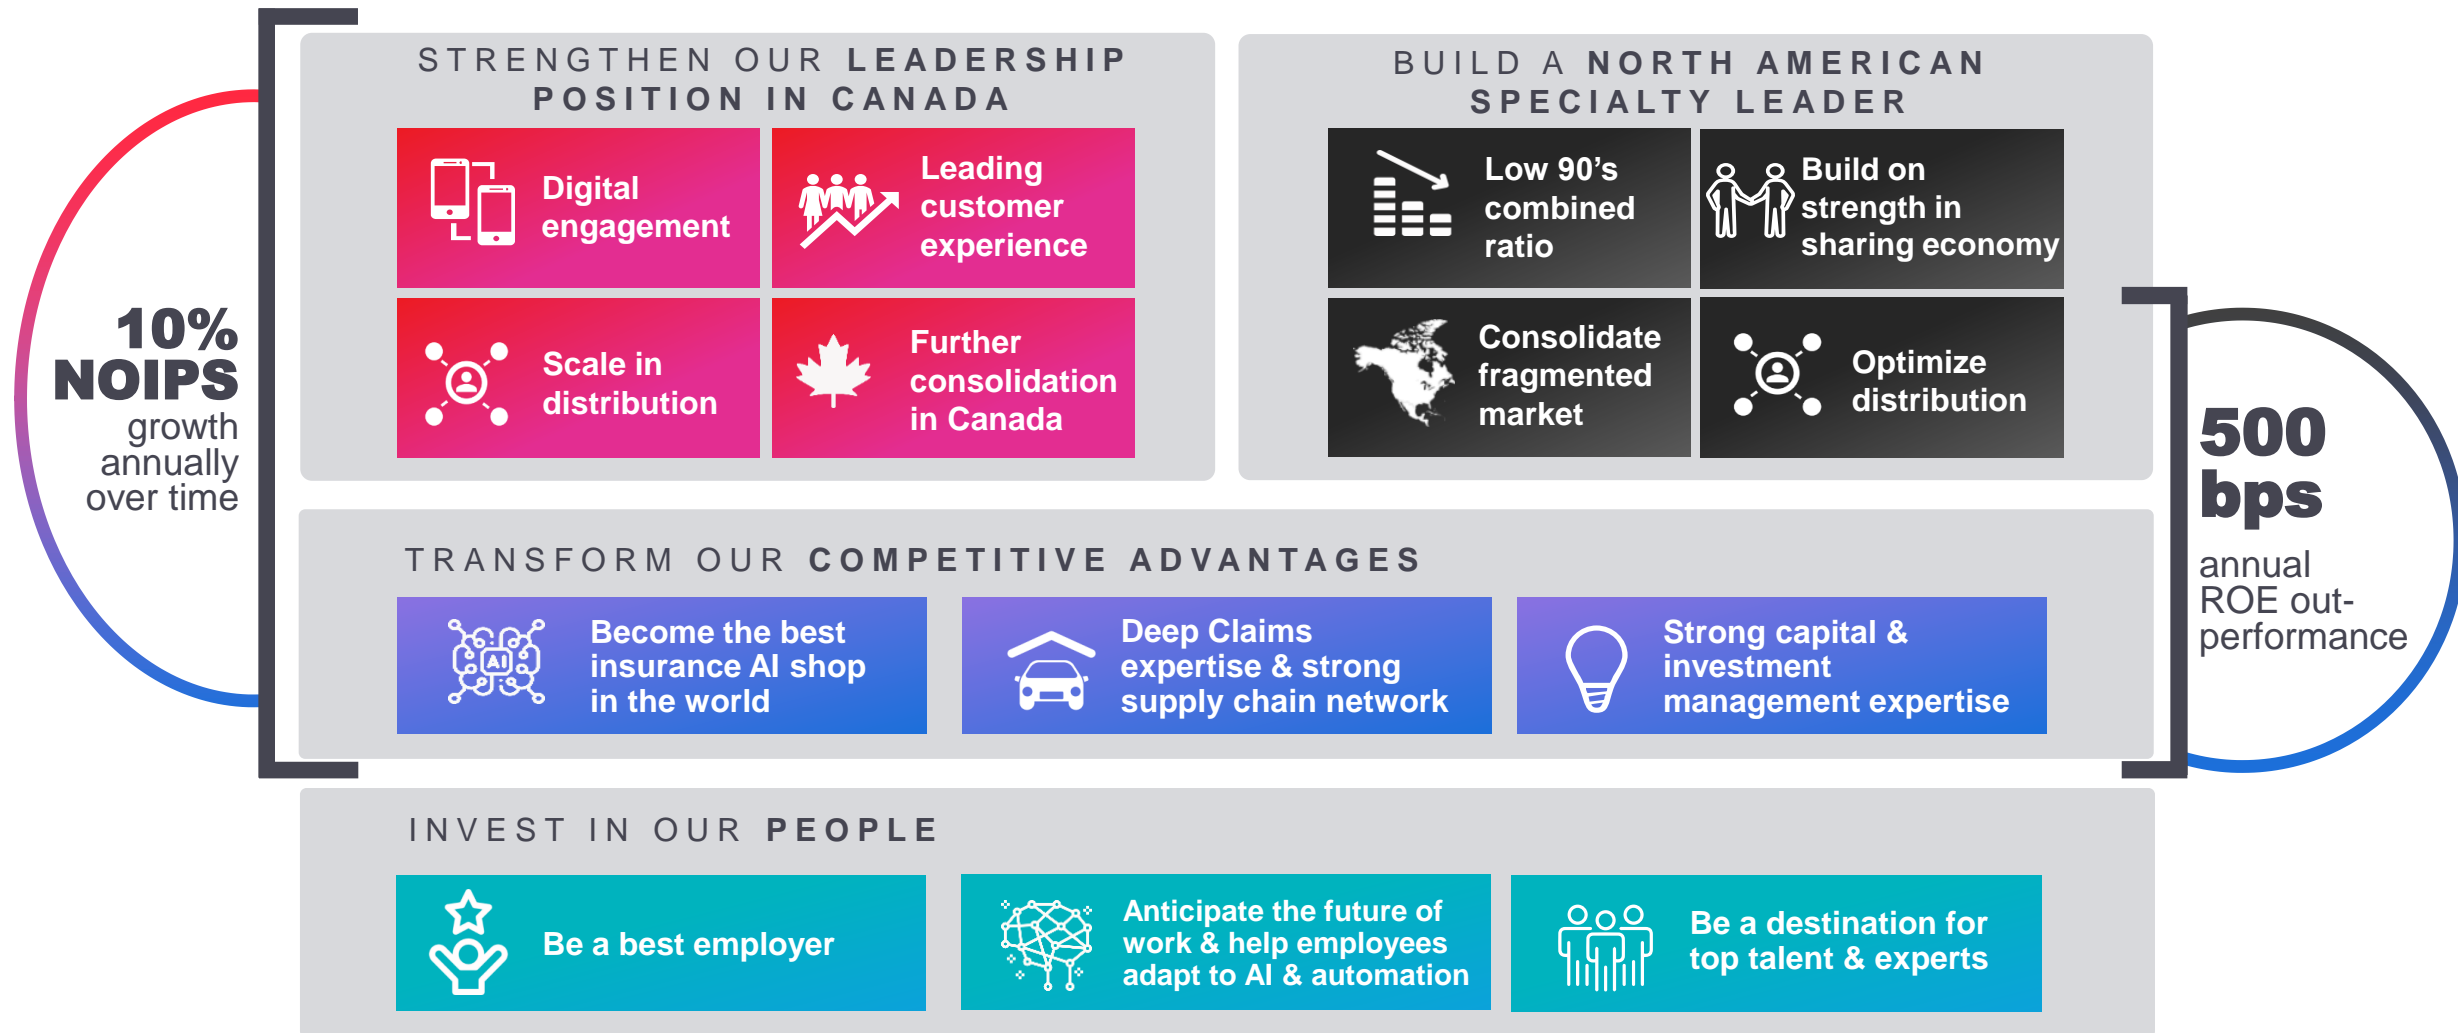 10%
NOIPS
growth
annually
over time
STRENGTHEN OUR LEADERSHIP
POSITION IN CANADA
Digital
engagement
Leading
customer
experience
Scale in
distribution
Further
consolidation
in Canada
BUILD A NORTH AMERICAN
SPECIALTY LEADER
Low 90’s
combined
ratio
Build on
strength in
sharing economy
Consolidate
fragmented
market
Optimize
distribution
TRANSFORM OUR COMPETITIVE ADVANTAGES
AI
Become the best
insurance AI shop
in the world
Deep Claims
expertise & strong
supply chain network
Strong capital &
investment
management expertise
500
bps
annual
ROE out-
performance
INVEST IN OUR PEOPLE
Be a best employer
Anticipate the future of
work & help employees
adapt to AI & automation
Be a destination for
top talent & experts